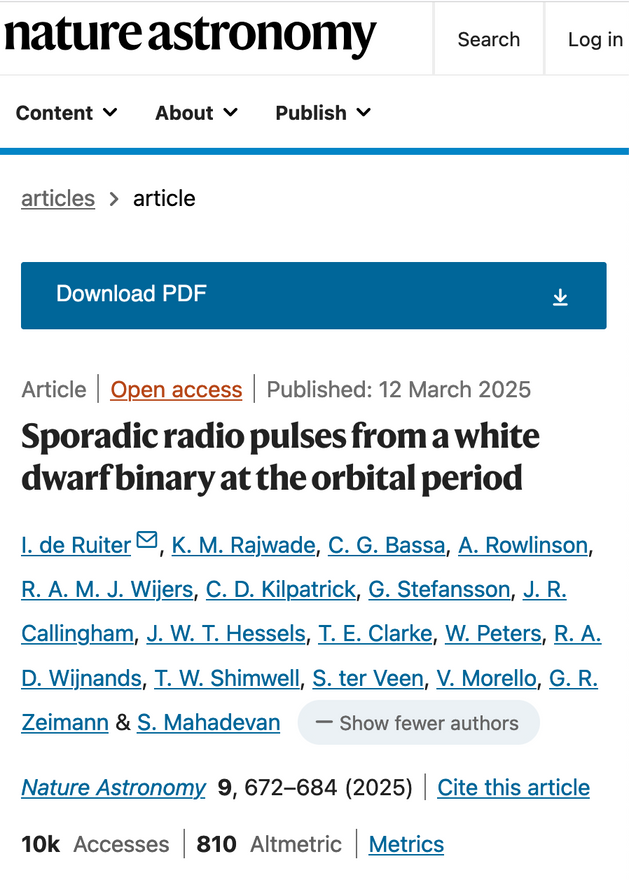 nature astronomy
Search
Log in
Content
About
Publish
articles > article
Download PDF
Article | Open access | Published: 12 March 2025
Sporadic radio pulses from a white
dwarf binary at the orbital period
I. de Ruiter, K. M. Rajwade, C. G. Bassa, A. Rowlinson,
R. A. M. J. Wijers, C. D. Kilpatrick, G. Stefansson, J. R.
Callingham, J. W. T. Hessels, T. E. Clarke, W. Peters, R. A.
D. Wijnands, T. W. Shimwell, S. ter Veen, V. Morello, G. R.
Zeimann & S. Mahadevan — Show fewer authors
Nature Astronomy 9, 672–684 (2025) | Cite this article
10k Accesses | 810 Altmetric | Metrics